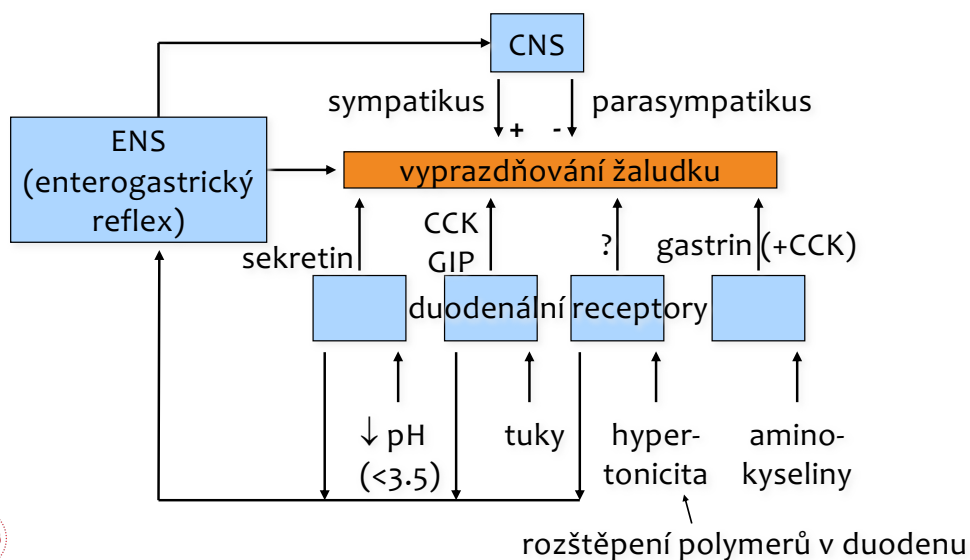 CNS
sympatikus
parasympatikus
+ -
ENS
(enterogastrický
reflex)
vyprazdňování žaludku
sekretin
CCK
GIP
?
gastrin (+CCK)
duodenální receptory
↓ pH
(<3.5)
tuky
hyper-
tonicita
amino-
kyseliny
rozštěpení polymerů v duodenu